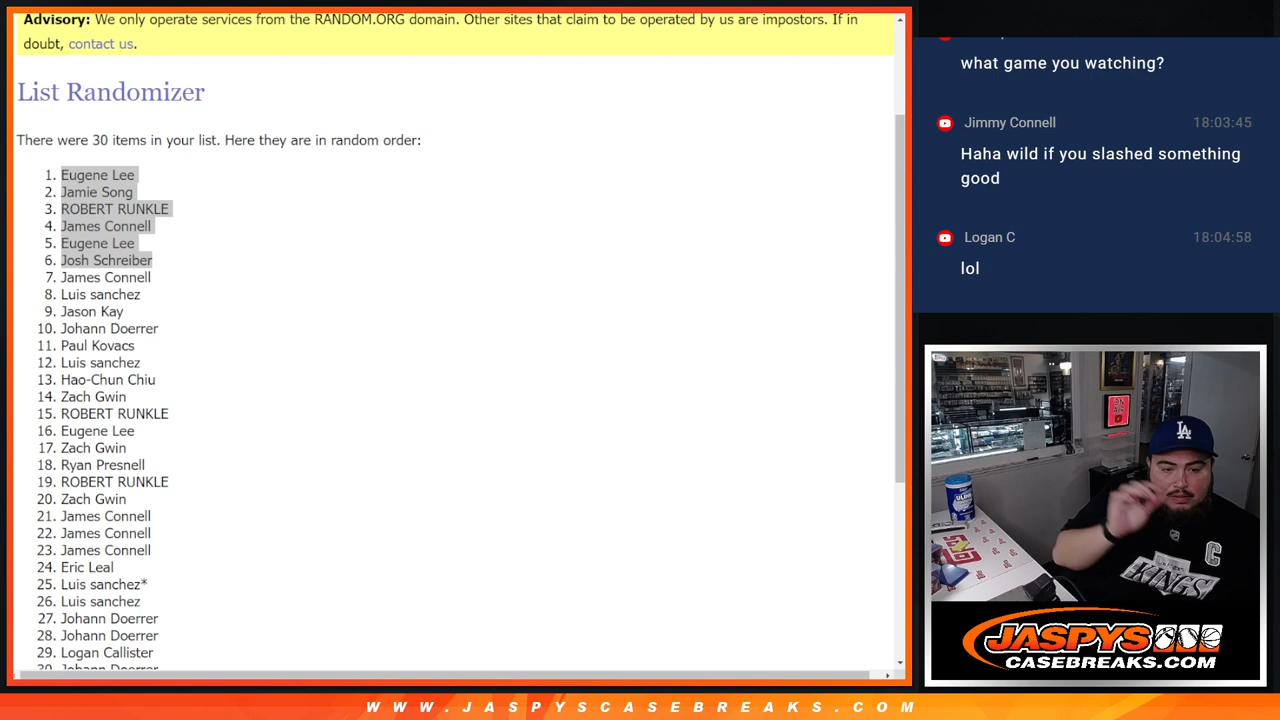 Advisory: We only operate services from the RANDOM.ORG domain. Other sites that claim to be operated by us are impostors. If in
doubt, contact us.
List Randomizer
There were 30 items in your list. Here they are in random order:
1. Eugene Lee
2. Jamie Song
3. ROBERT RUNKLE
4. James Connell
5. Eugene Lee
6. Josh Schreiber
7. James Connell
8. Luis sanchez
9. Jason Kay
10. Johann Doerrer
11. Paul Kovacs
12. Luis sanchez
13. Hao-Chun Chiu
14. Zach Gwin
15. ROBERT RUNKLE
16. Eugene Lee
17. Zach Gwin
18. Ryan Presnell
19. ROBERT RUNKLE
20. Zach Gwin
21. James Connell
22. James Connell
23. James Connell
24. Eric Leal
25. Luis sanchez*
26. Luis sanchez
27. Johann Doerrer
28. Johann Doerrer
29. Logan Callister
30. Johann Doerrer
what game you watching?
Jimmy Connell 18:03:45
Haha wild if you slashed something
good
Logan C 18:04:58
lol
ON
AIR
LA
C
KINGS
JASPYS
CASEBREAKS.COM
WWW.JASPYSCASEBREAKS.COM